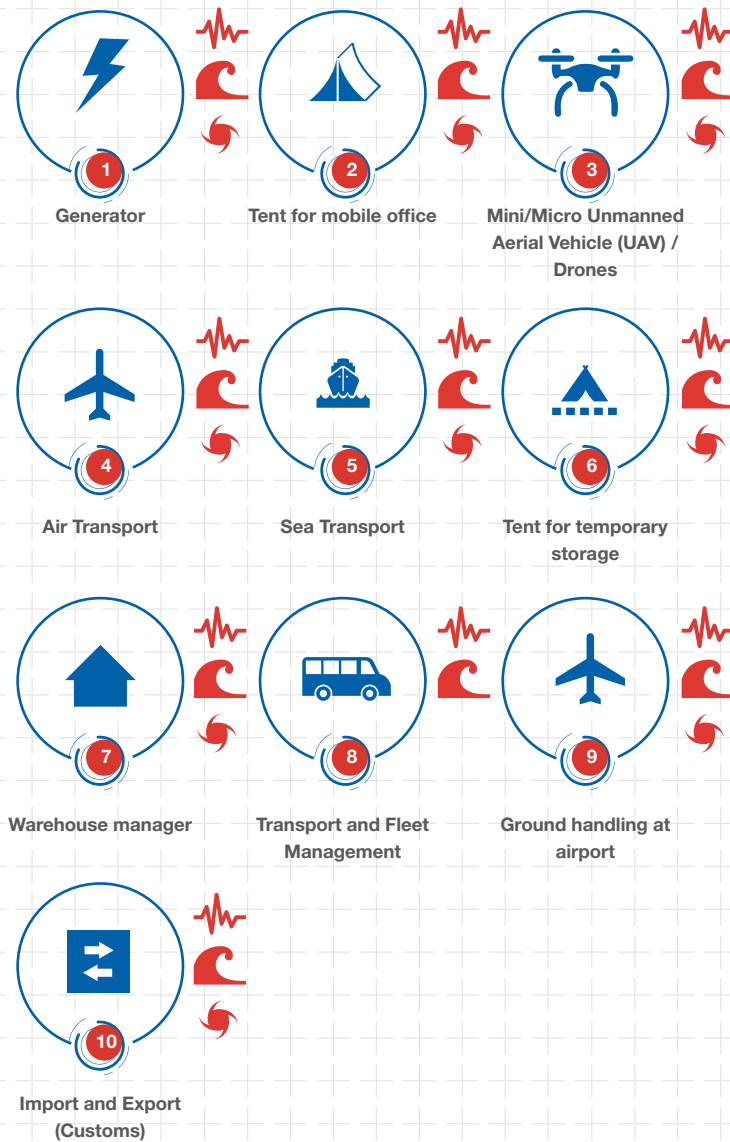 1
Generator
2
Tent for mobile office
3
Mini/Micro Unmanned
Aerial Vehicle (UAV) /
Drones
4
Air Transport
5
Sea Transport
6
Tent for temporary
storage
7
Warehouse manager
8
Transport and Fleet
Management
9
Ground handling at
airport
10
Import and Export
(Customs)